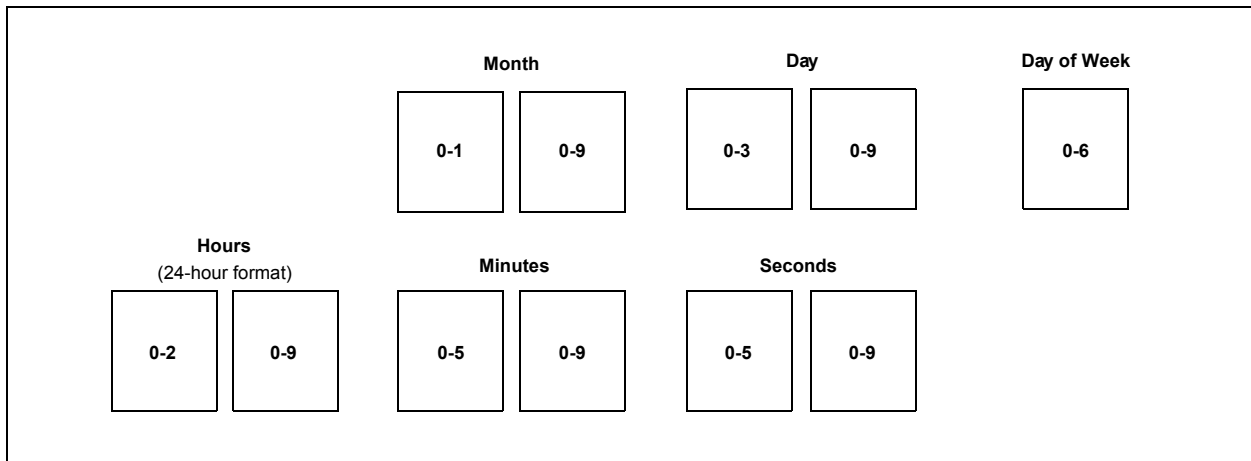 Month Day Day of Week
0-1 0-9 0-3 0-9 0-6
Hours
(24-hour format) Minutes Seconds
0-2 0-9 0-5 0-9 0-5 0-9